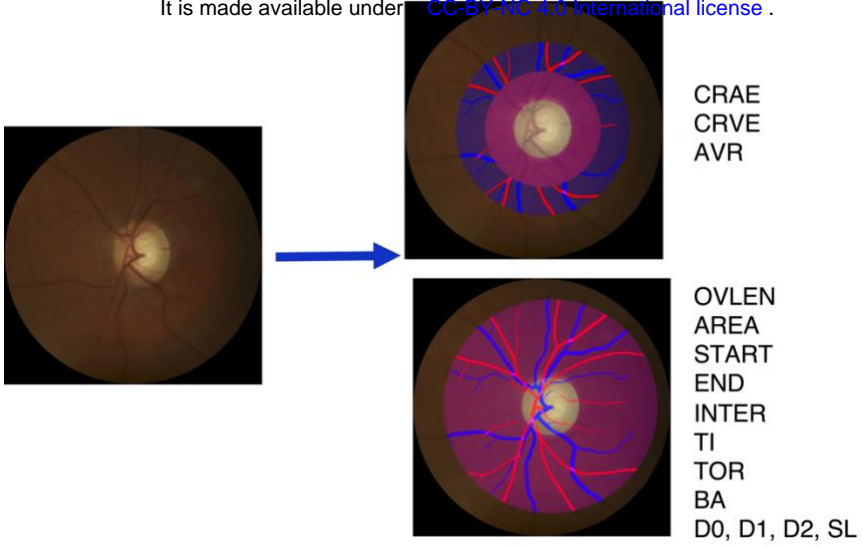 It is made available under CC-BY-NC 4.0 International license .
CRAE
CRVE
AVR
OVLEN
AREA
START
END
INTER
TI
TOR
BA
D0, D1, D2, SL